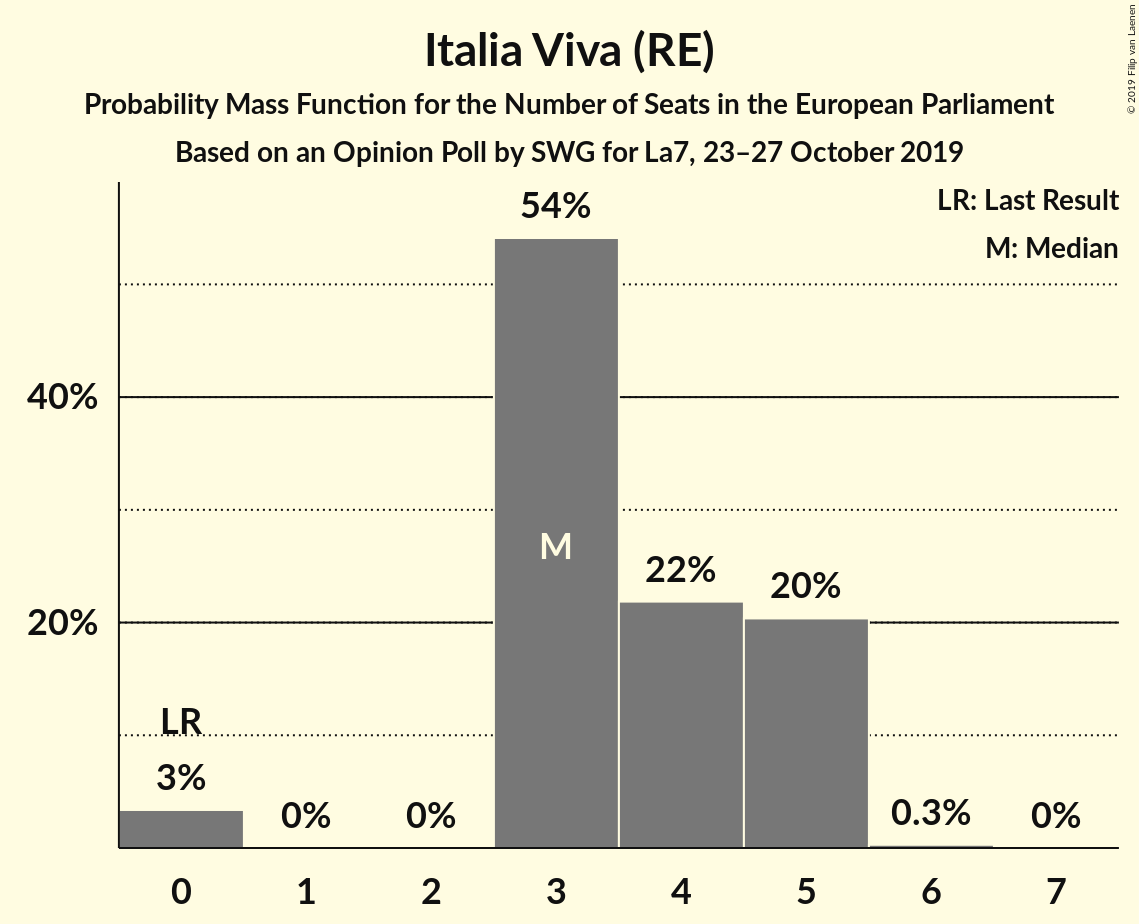 Italia Viva (RE)
Probability Mass Function for the Number of Seats in the European Parliament
Based on an Opinion Poll by SWG for La7, 23–27 October 2019
© 2019 Filip van Laenen
LR: Last Result
M: Median
54%
40%
M
22%
20%
20%
LR
3%
0%
0%
0.3%
0%
0 1 2 3 4 5 6 7